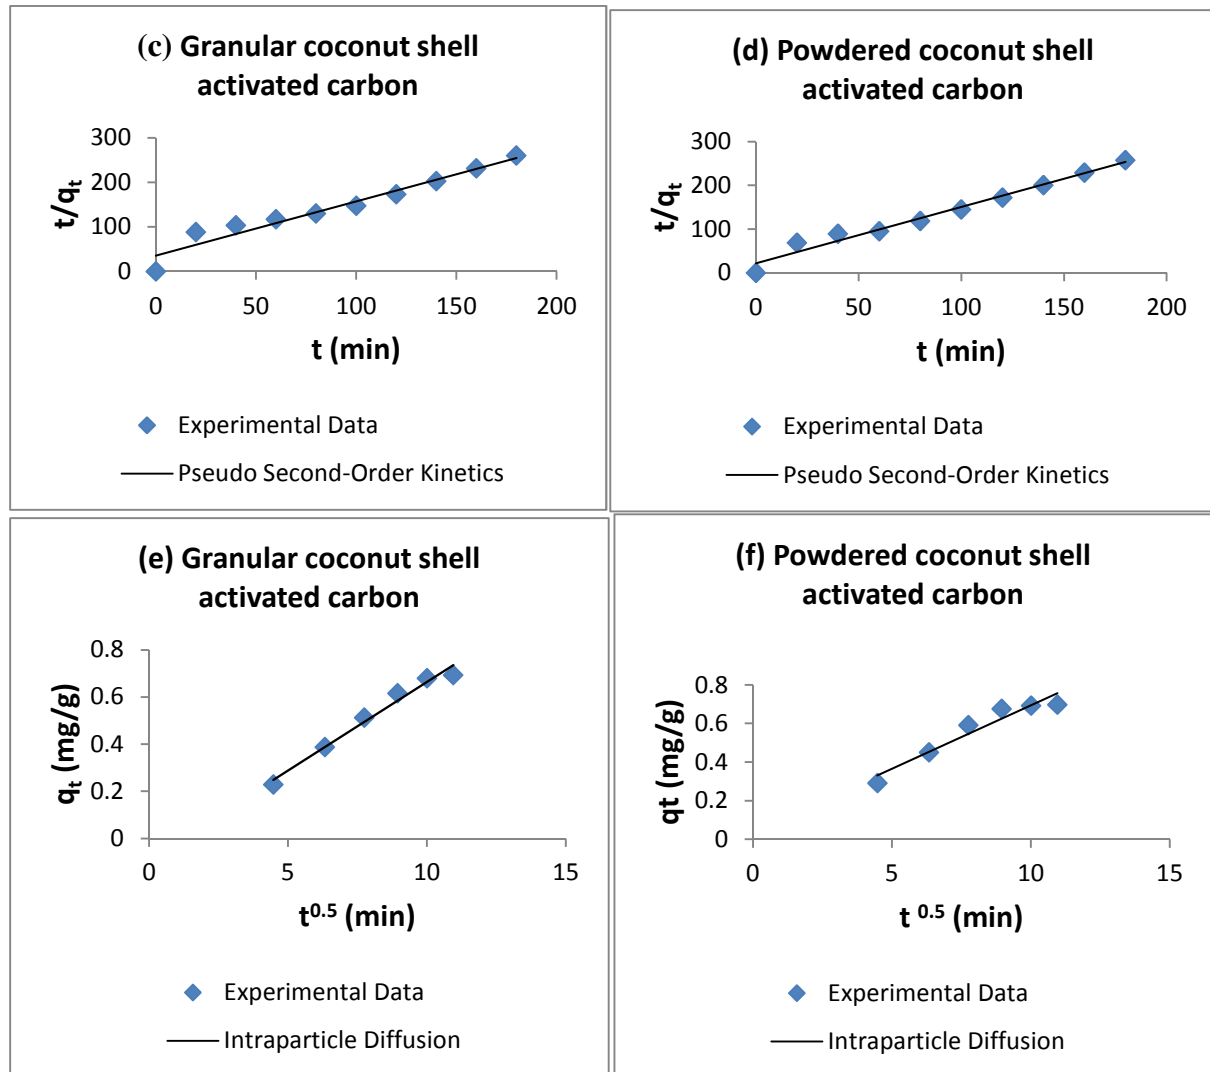 (c) Granular coconut shell
activated carbon
300
200
100
0
t/qₜ
0 50 100 150 200
t (min)
Experimental Data
Pseudo Second-Order Kinetics
(d) Powdered coconut shell
activated carbon
300
200
100
0
t/qₜ
0 50 100 150 200
t (min)
Experimental Data
Pseudo Second-Order Kinetics
(e) Granular coconut shell
activated carbon
0.8
0.6
0.4
0.2
0
qₜ (mg/g)
0 5 10 15
t⁰·⁵ (min)
Experimental Data
Intraparticle Diffusion
(f) Powdered coconut shell
activated carbon
0.8
0.6
0.4
0.2
0
qt (mg/g)
0 5 10 15
t ⁰·⁵ (min)
Experimental Data
Intraparticle Diffusion